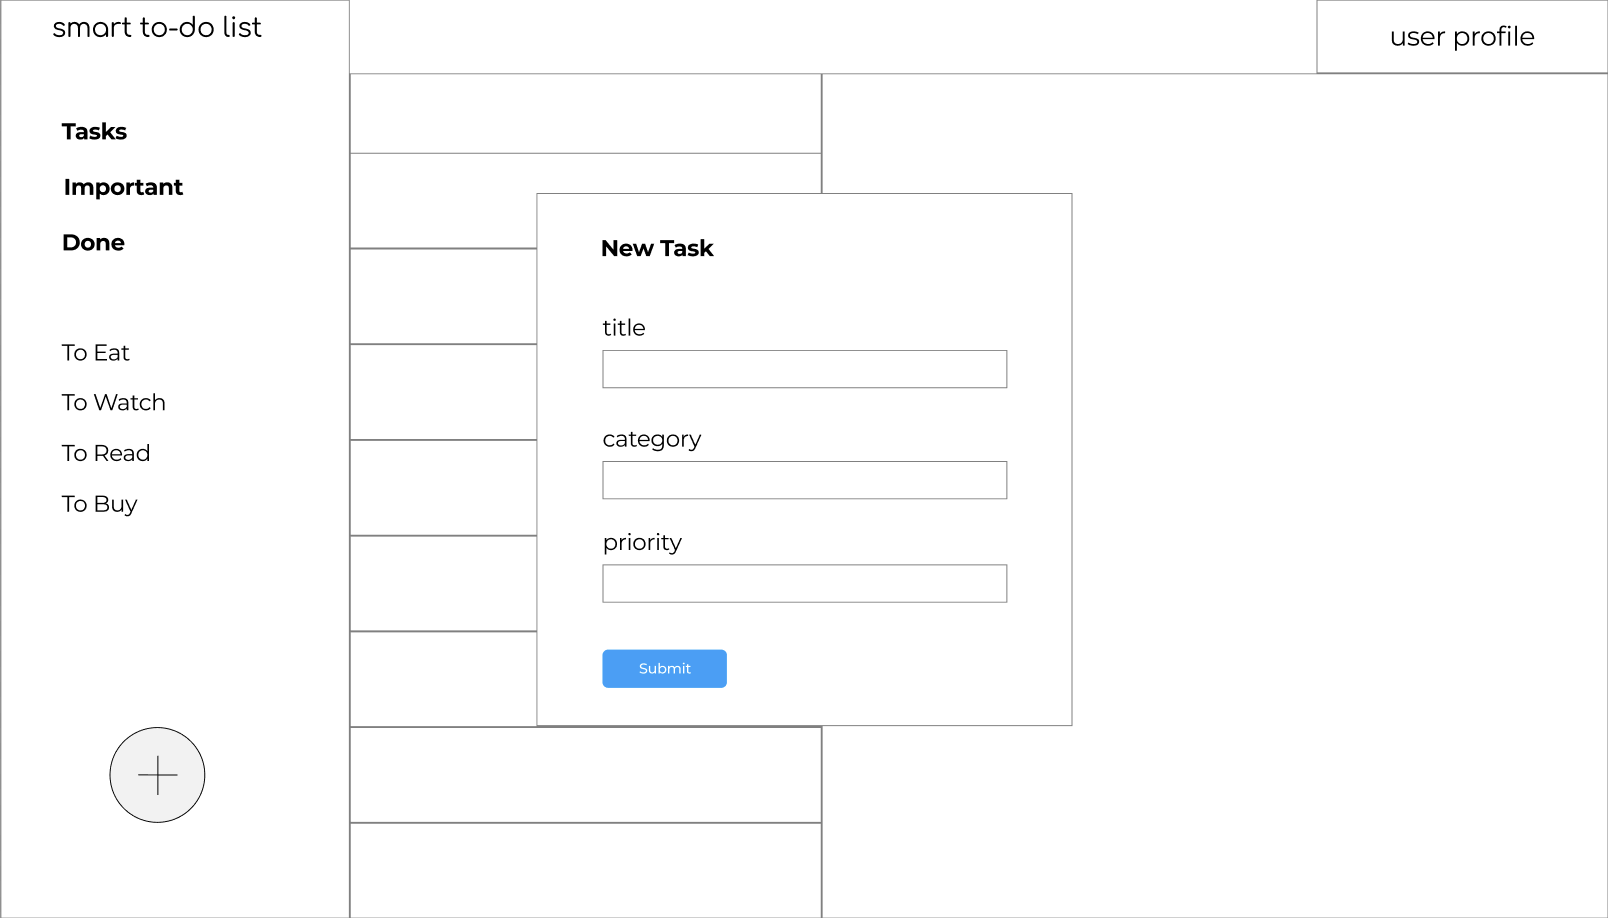 smart to-do list
user profile
Tasks
Important
Done
To Eat
To Watch
To Read
To Buy
New Task
title
category
priority
Submit